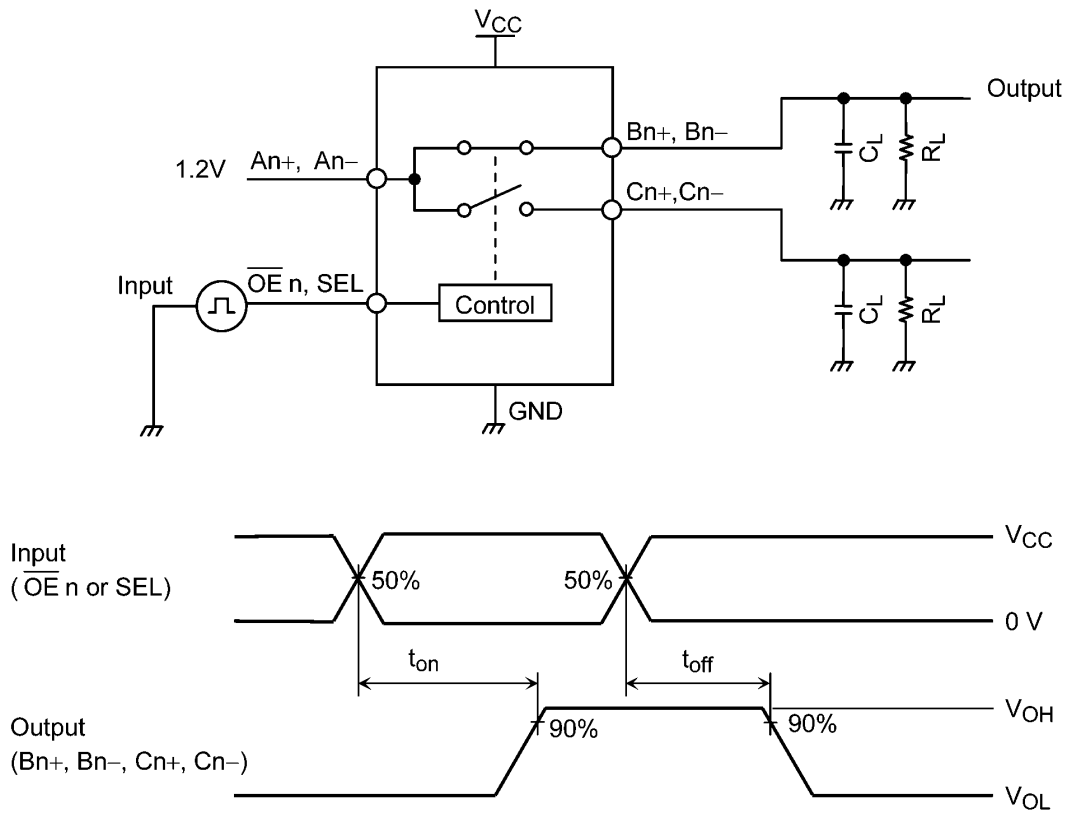 VCC
Output
Bn+, Bn−
CL
RL
1.2V
An+, An−
Cn+,Cn−
Input
OE n, SEL
Control
CL
RL
GND
Input
(OE n or SEL)
50%
50%
VCC
0 V
ton
toff
Output
(Bn+, Bn−, Cn+, Cn−)
90%
90%
VOH
VOL